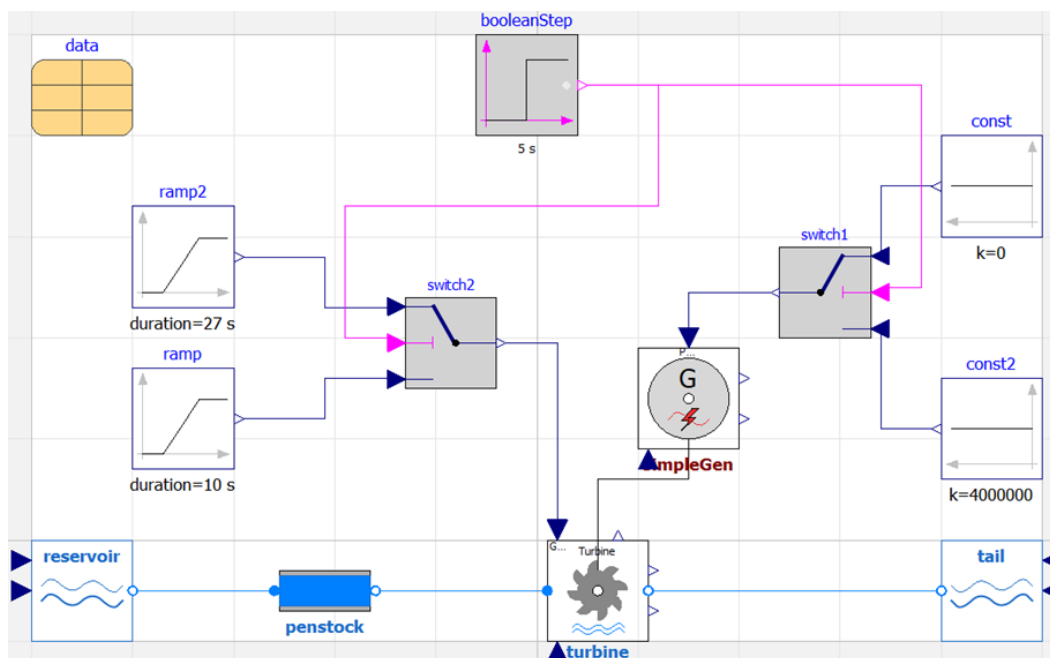 booleanStep
data
5 s
const
k=0
ramp2
duration=27 s
switch1
switch2
P...
G
ramp
duration=10 s
const2
k=4000000
G...
Turbine
reservoir
penstock
turbine
tail